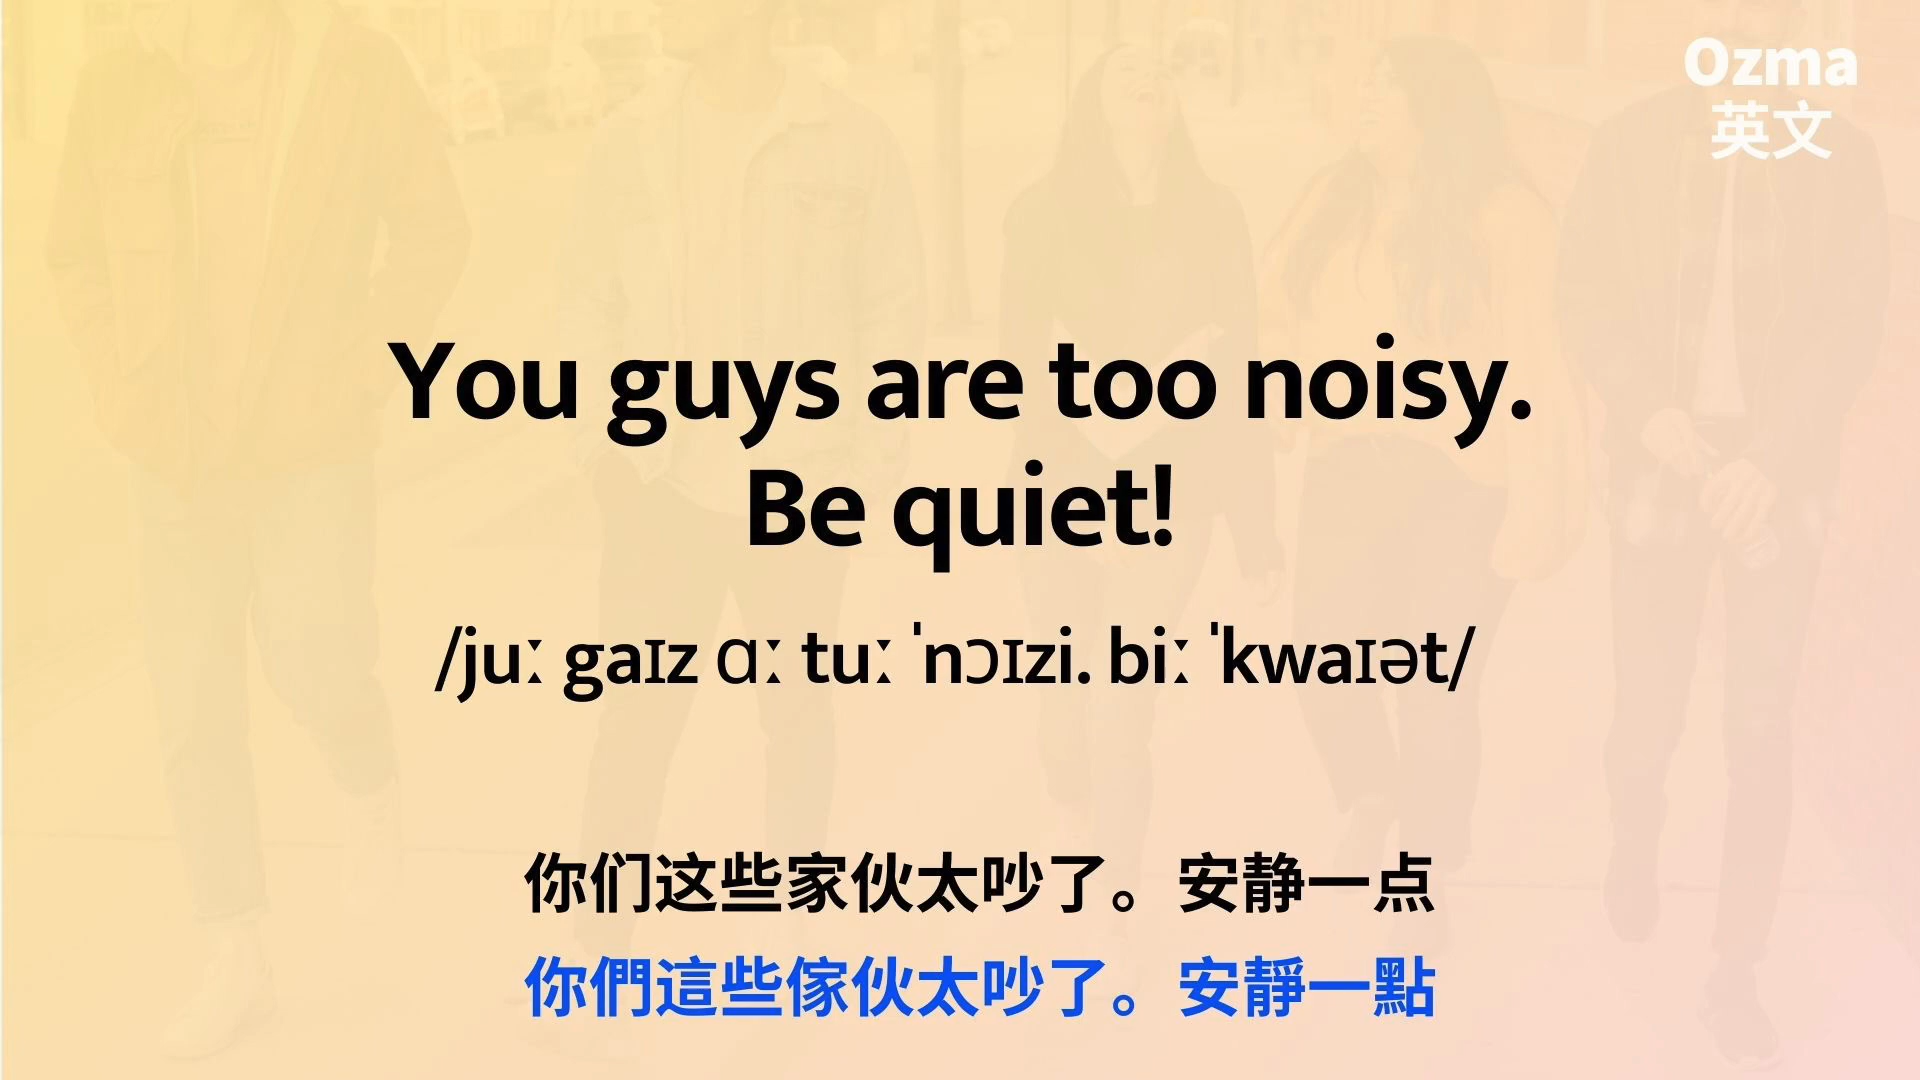 Ozma
英文
You guys are too noisy.
Be quiet!
/juː gaɪz ɑː tuː ˈnɔɪzi. biː ˈkwaɪət/
你们这些家伙太吵了。安静一点
你們這些傢伙太吵了。安靜一點